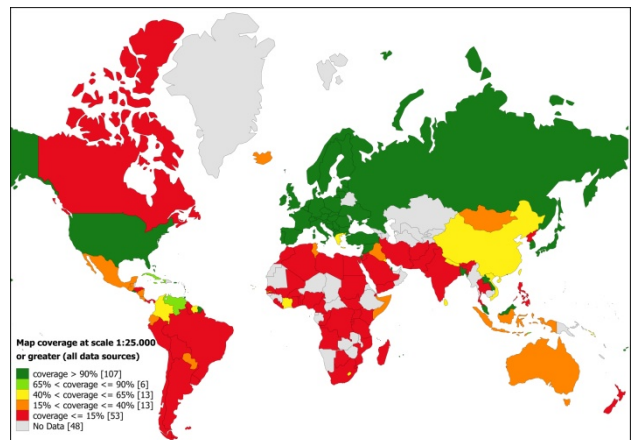 Map coverage at scale 1:25.000
or greater (all data sources)
coverage > 90% [107]
65% < coverage <= 90% [6]
40% < coverage <= 65% [13]
15% < coverage <= 40% [13]
coverage <= 15% [53]
No Data [48]